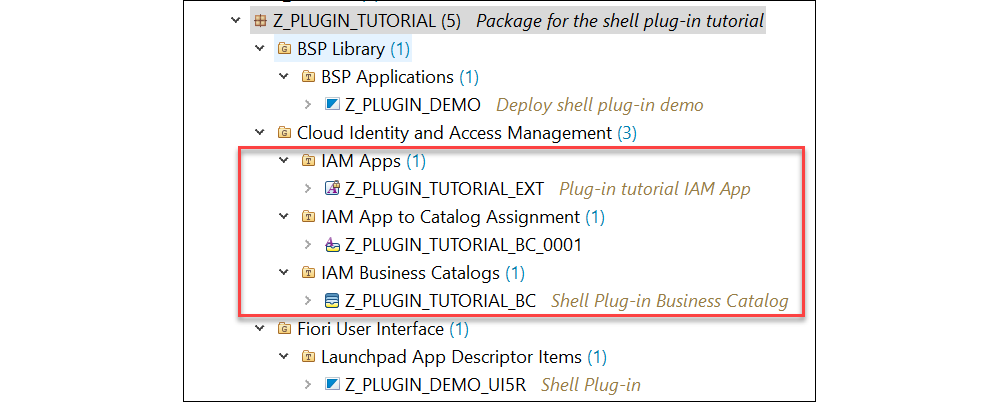 Z_PLUGIN_TUTORIAL (5) Package for the shell plug-in tutorial
BSP Library (1)
BSP Applications (1)
Z_PLUGIN_DEMO Deploy shell plug-in demo
Cloud Identity and Access Management (3)
IAM Apps (1)
Z_PLUGIN_TUTORIAL_EXT Plug-in tutorial IAM App
IAM App to Catalog Assignment (1)
Z_PLUGIN_TUTORIAL_BC_0001
IAM Business Catalogs (1)
Z_PLUGIN_TUTORIAL_BC Shell Plug-in Business Catalog
Fiori User Interface (1)
Launchpad App Descriptor Items (1)
Z_PLUGIN_DEMO_UI5R Shell Plug-in